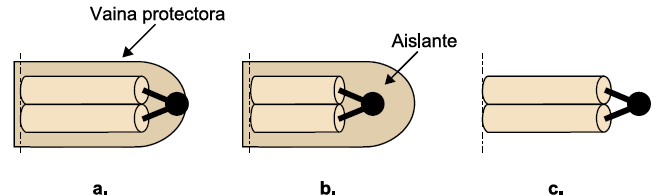 Vaina protectora
Aislante
a.
b.
c.